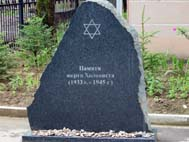 Памяти
жертв Холокоста
(1933 г. - 1945 г.)